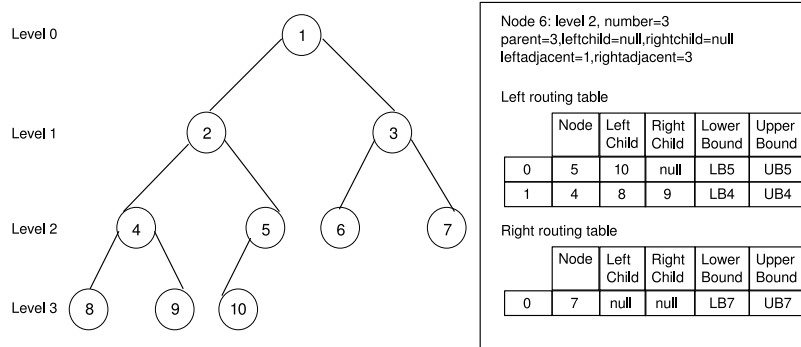 Level 0
1
Level 1
2
3
Level 2
4
5
6
7
Level 3
8
9
10
Node 6: level 2, number=3
parent=3,leftchild=null,rightchild=null
leftadjacent=1,rightadjacent=3
Left routing table
Node Left Child Right Child Lower Bound Upper Bound
0 5 10 null LB5 UB5
1 4 8 9 LB4 UB4
Right routing table
Node Left Child Right Child Lower Bound Upper Bound
0 7 null null LB7 UB7